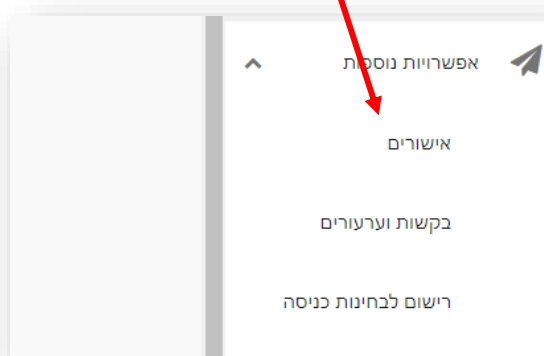 אפשרויות נוספות
אישורים
בקשות וערעורים
רישום לבחינות כניסה